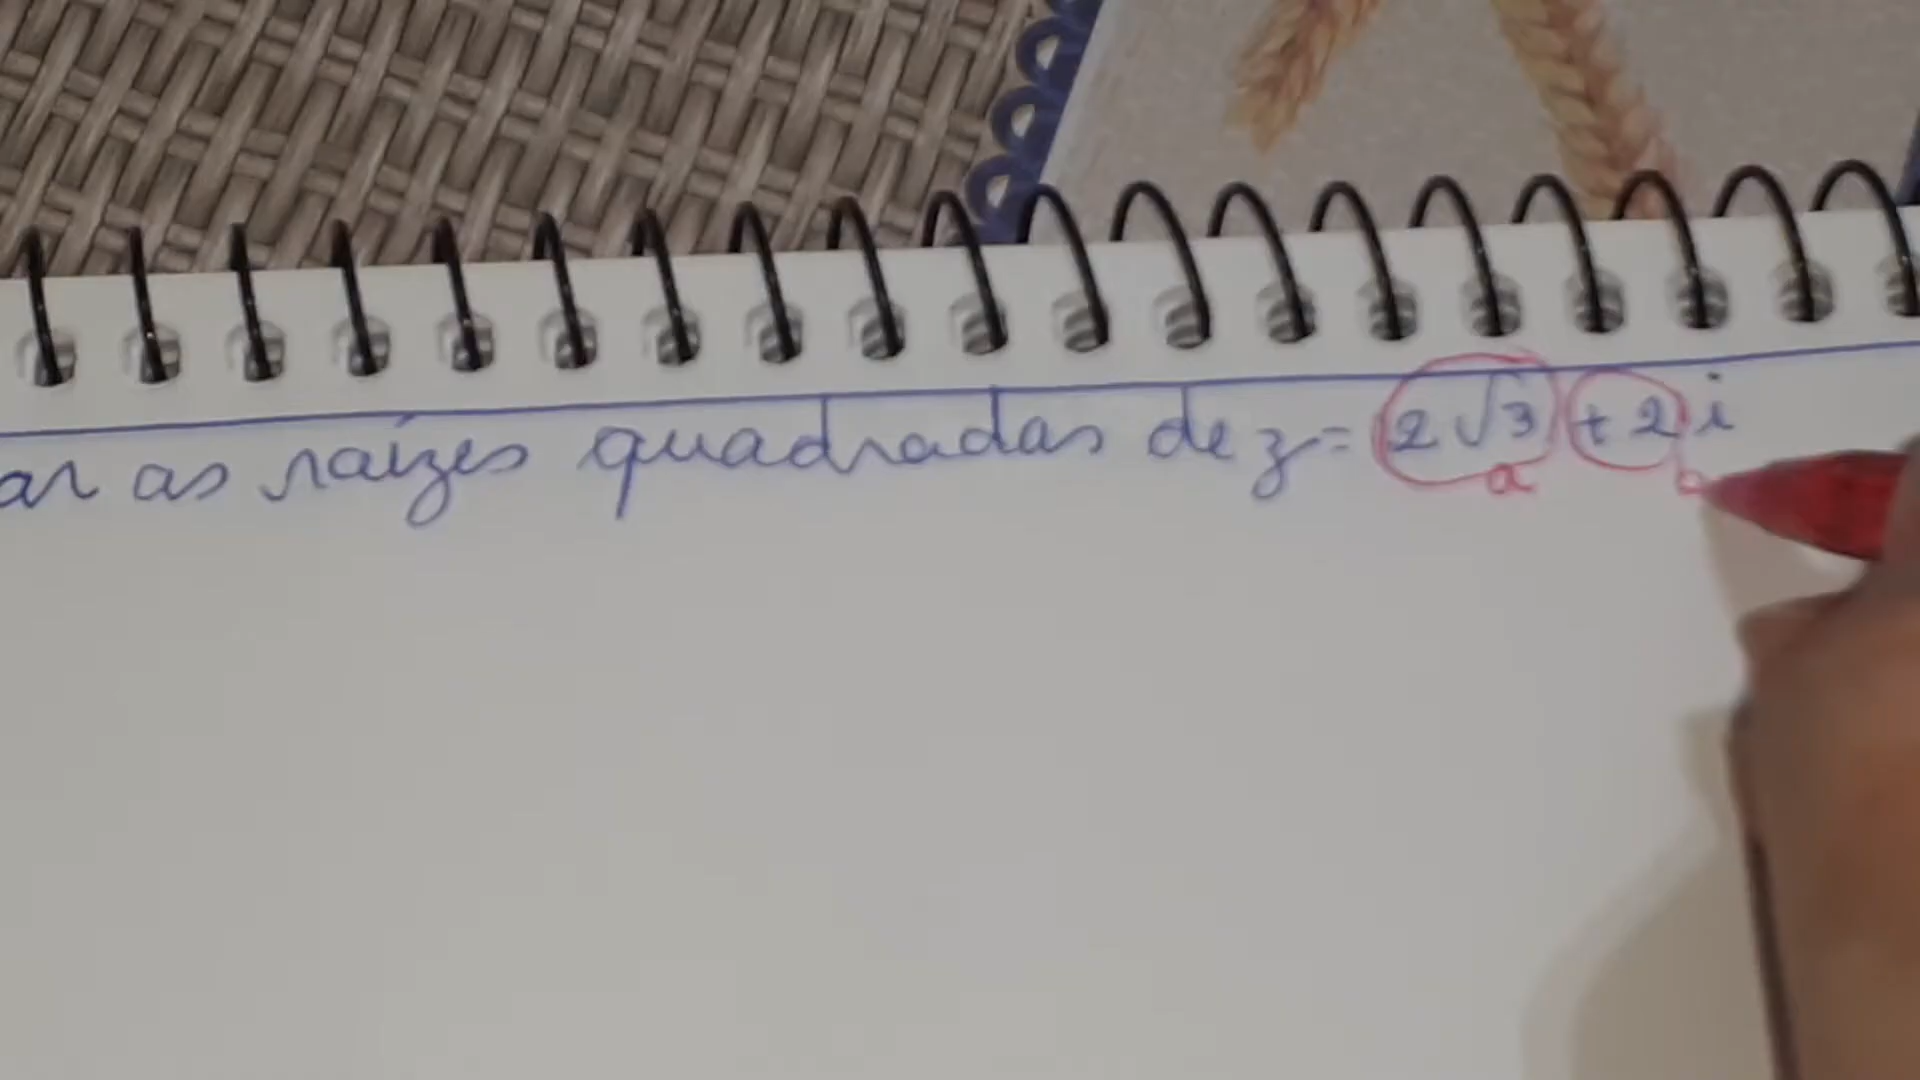 ar as raízes quadradas de z = 2√3 + 2i
a b